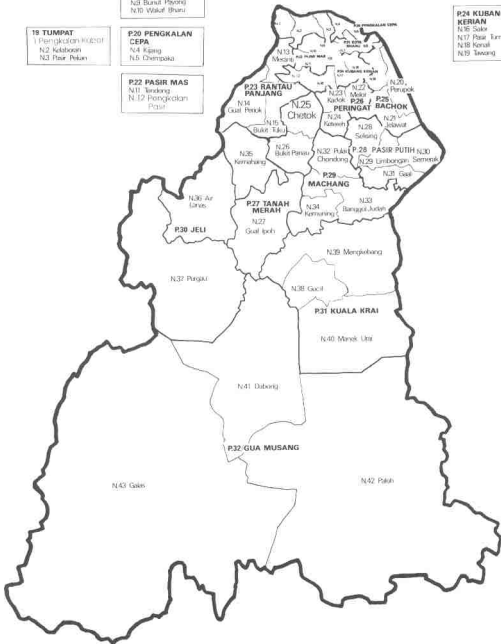 N.9 Bunut Payong
N.10 Wakaf Bharu
19 TUMPAT
1 Pengkalan Kubor
N.2 Kelaboran
N.3 Pasir Pekan
P.20 PENGKALAN
CEPA
N.4 Kijang
N.5 Chempaka
P.22 PASIR MAS
N.11 Tendong
N.12 Pengkalan
Pasir
P.24 KUBANG
KERIAN
N.16 Salor
N.17 Pasir Tum
N.18 Kenali
N.19 Tawang
N.13
Meranti
P.23 RANTAU
PANJANG
N.14
Gual Periok
N.15
Bukit Tuku
N.25
Chetok
N.23
Kadok
N.22
Melor
N.20
Perupok
P.26
PERINGAT
P.25
BACHOK
N.24
Kotereh
N.21
Jelawat
N.28
Selising
N.35
Kemahang
N.26
Bukit Panau
N.32 Pulai
Chondong
P.28 PASIR PUTIH
N.29 Limbongan
N.30
Semerak
N.31 Gaal
P.29
MACHANG
N.33
Banggol Judah
N.34
Kemuning
N.36 Air
Lanas
P.27 TANAH
MERAH
N.27
Gual Ipoh
P.30 JELI
N.37 Pergau
N.39 Mengkebang
N.38 Gucil
P.31 KUALA KRAI
N.40 Manek Urai
N.41 Dabong
P.32 GUA MUSANG
N.43 Galas
N.42 Paloh